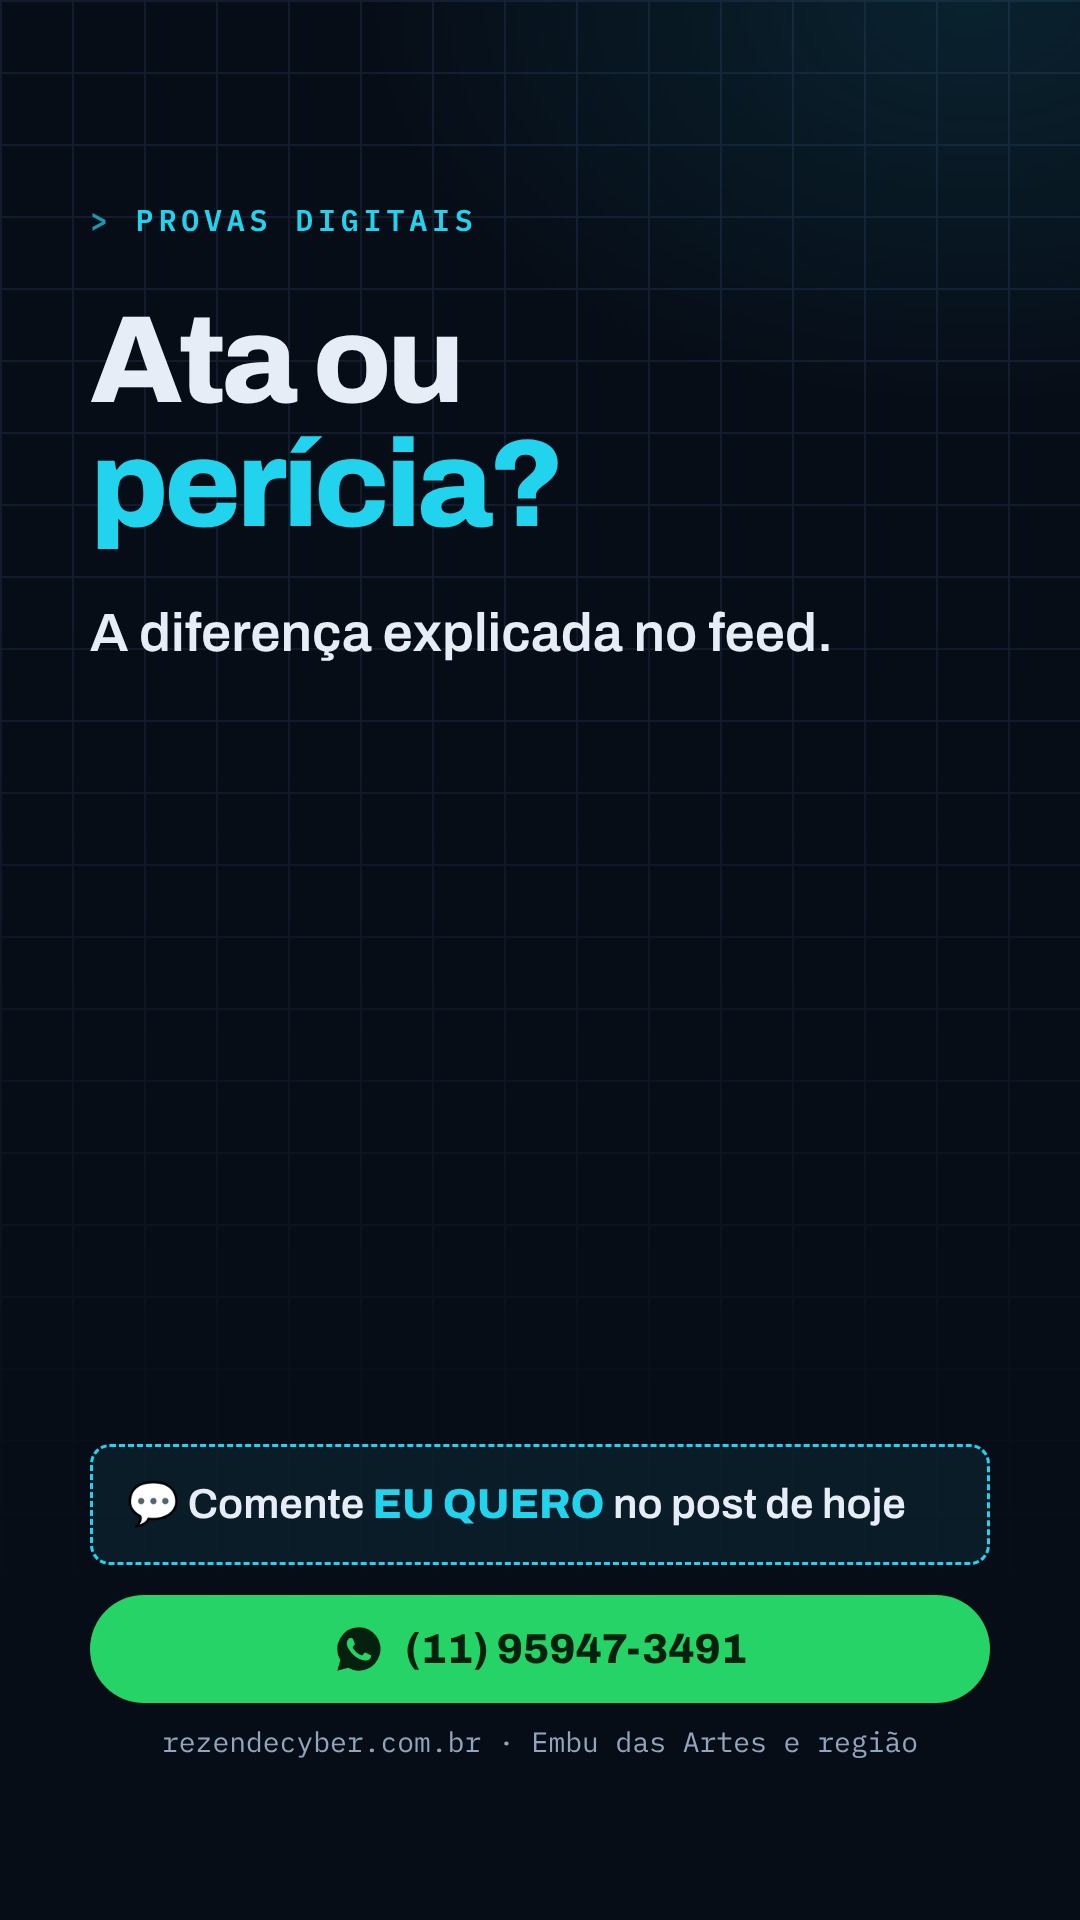 > PROVAS DIGITAIS
Ata ou
perícia?
A diferença explicada no feed.
💬 Comente EU QUERO no post de hoje
(11) 95947-3491
rezendecyber.com.br · Embu das Artes e região